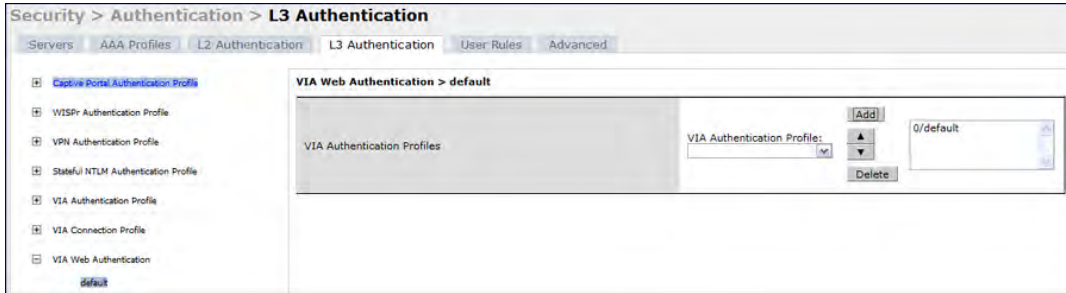 Security > Authentication > L3 Authentication
Servers AAA Profiles L2 Authentication L3 Authentication User Rules Advanced
Captive Portal Authentication Profile
WISPr Authentication Profile
VPN Authentication Profile
Stateful NTLM Authentication Profile
VIA Authentication Profile
VIA Connection Profile
VIA Web Authentication
default
VIA Web Authentication > default
VIA Authentication Profiles
VIA Authentication Profile:
Add
Delete
0/default